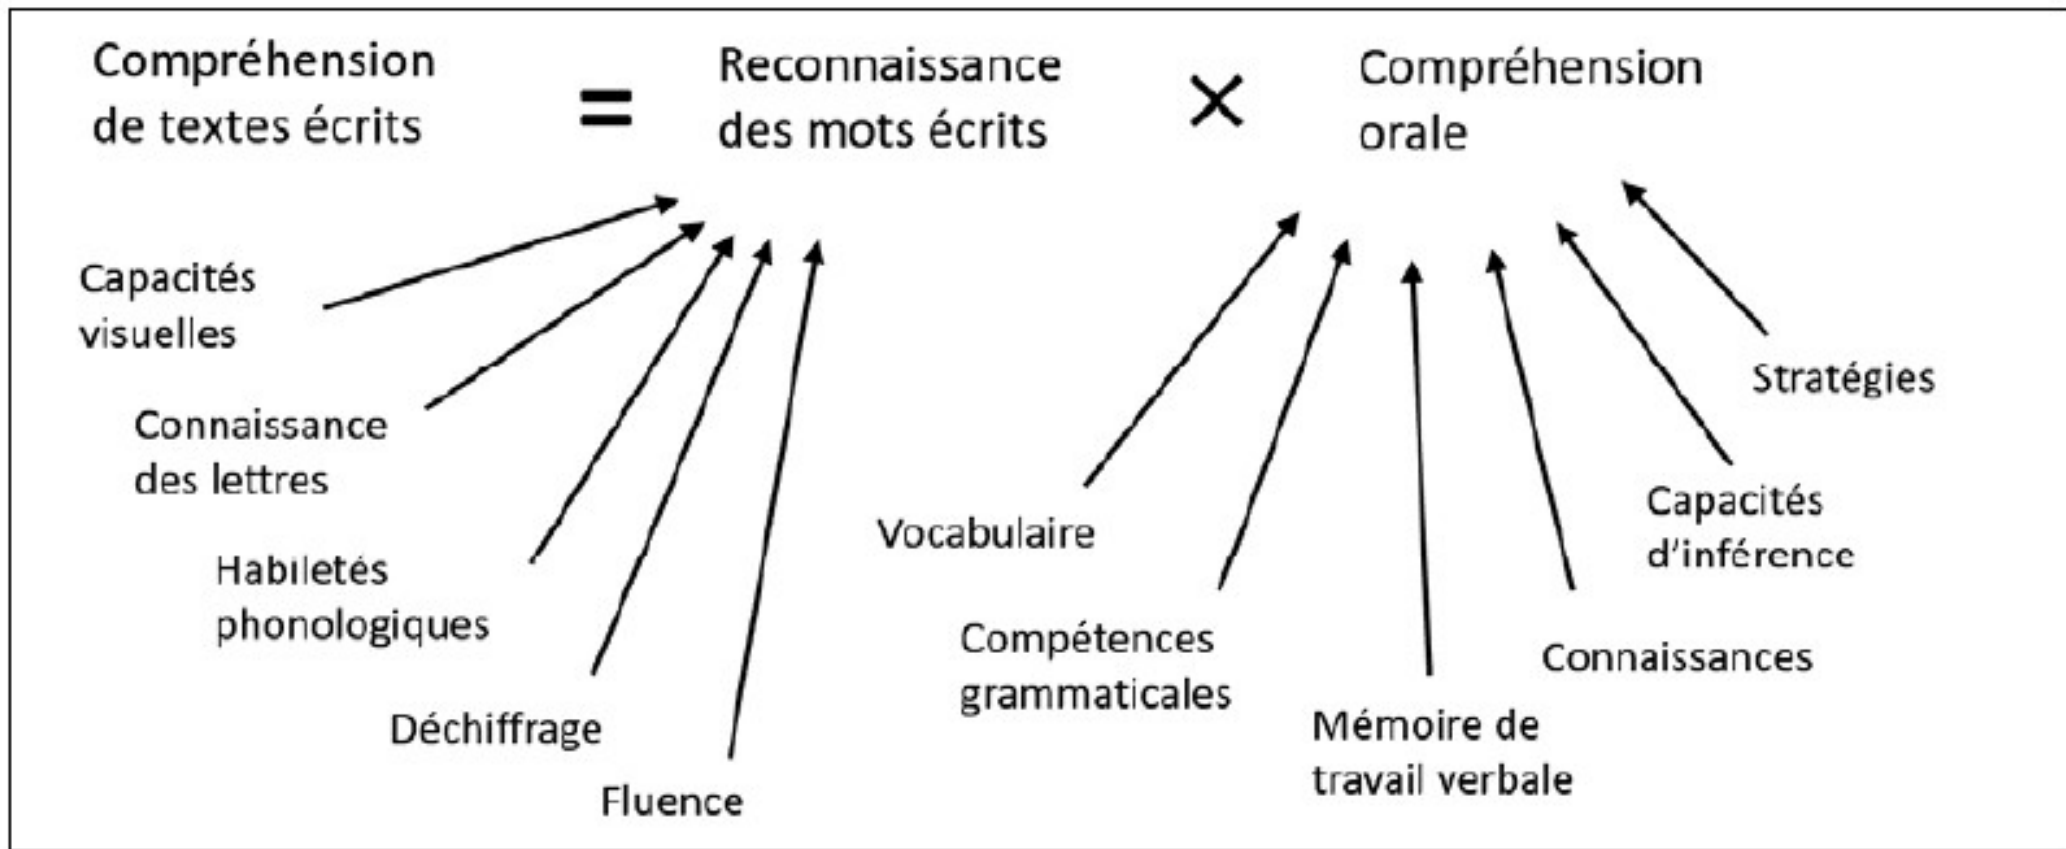 Compréhension
de textes écrits
=
Reconnaissance
des mots écrits
×
Compréhension
orale
Capacités
visuelles
Connaissance
des lettres
Habiletés
phonologiques
Déchiffrage
Fluence
Vocabulaire
Compétences
grammaticales
Mémoire de
travail verbale
Connaissances
Capacités
d’inférence
Stratégies